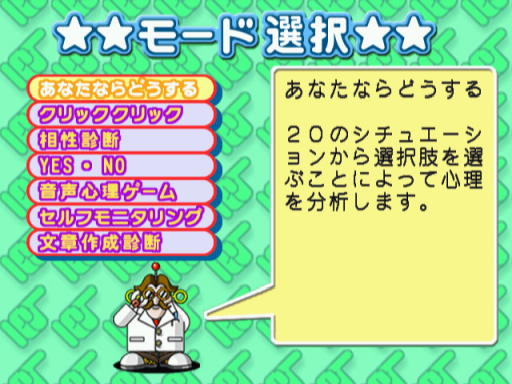 ★★モード選択★★
あなたならどうする
クリッククリック
相性診断
YES・NO
音声心理ゲーム
セルフモニタリング
文章作成診断
あなたならどうする
２０のシチュエーシ
ョンから選択肢を選
ぶことによって心理
を分析します。